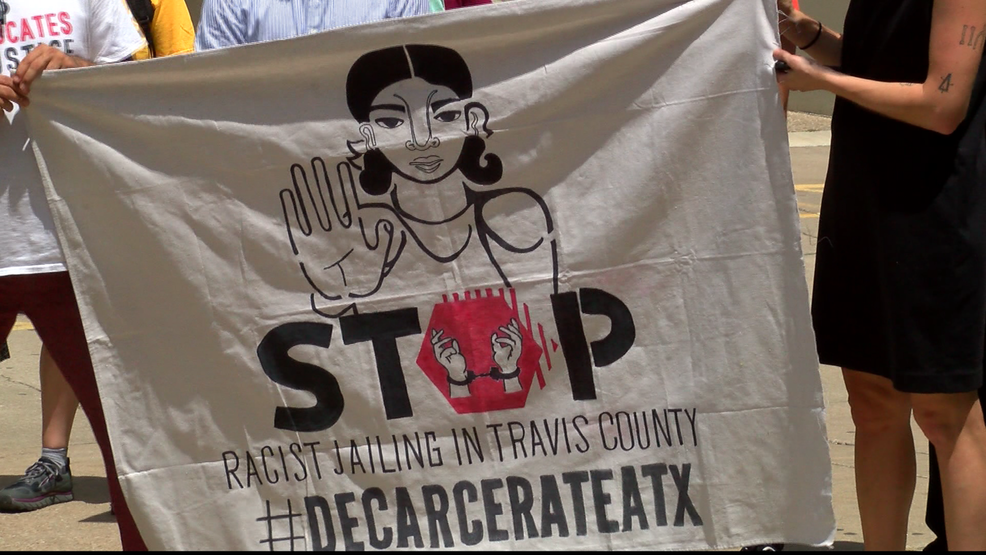 STOP
RACIST JAILING IN TRAVIS COUNTY
#DECARCERATEATX